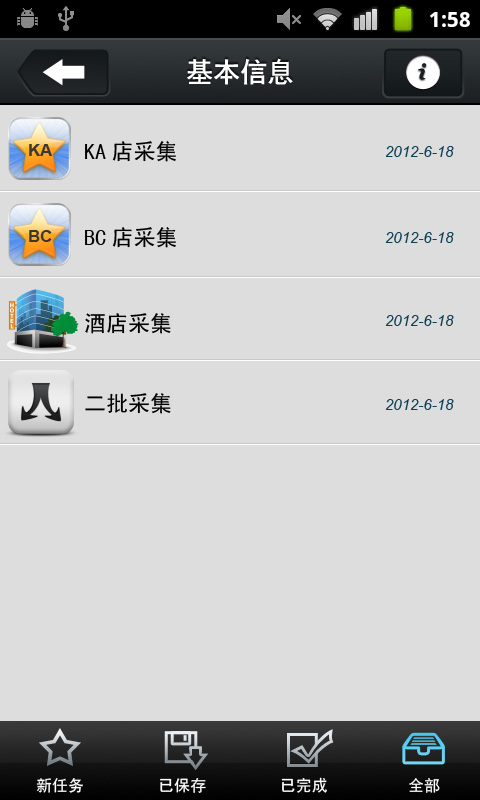 1:58
基本信息
KA
KA 店采集
2012-6-18
BC
BC 店采集
2012-6-18
HOTEL
酒店采集
2012-6-18
二批采集
2012-6-18
新任务
已保存
已完成
全部